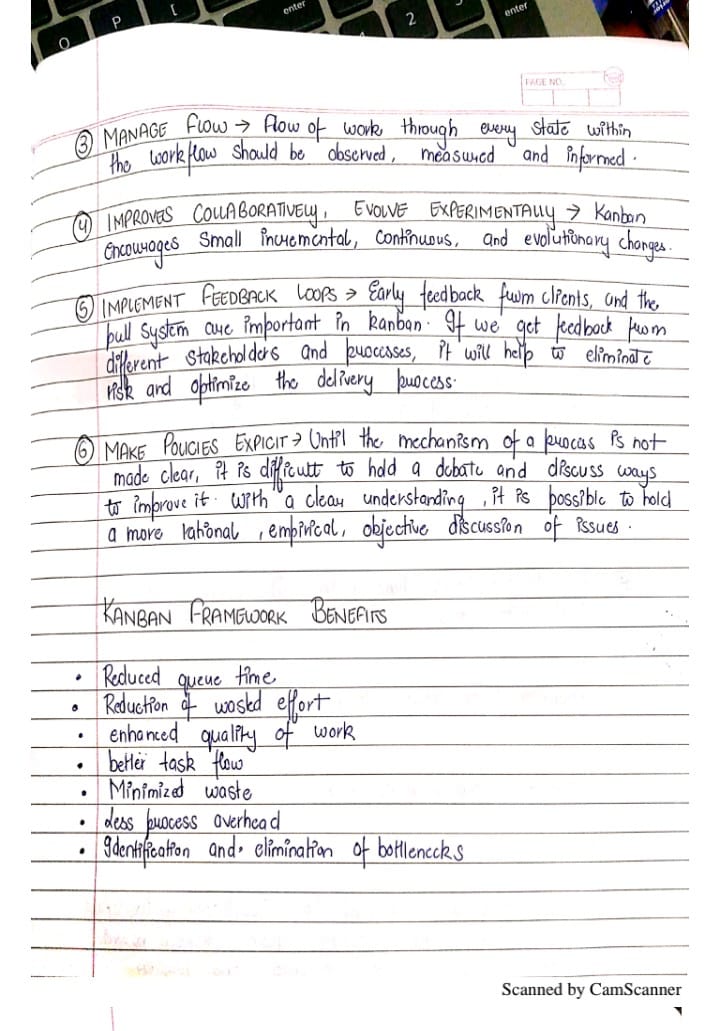 O P [ enter 2 enter
PAGE NO.
③ MANAGE Flow → Flow of work through every state within
the workflow should be observed, measured and informed.
④ IMPROVES COLLABORATIVELY, EVOLVE EXPERIMENTALLY → Kanban
Encourages Small incremental, Continuous, and evolutionary changes.
⑤ IMPLEMENT FEEDBACK LOOPS → Early feedback from clients, and the
pull System are important in kanban. If we get feedback from
different Stakeholders and processes, it will help to eliminate
risk and optimize the delivery process.
⑥ MAKE POLICIES EXPICIT → Until the mechanism of a process is not
made clear, it is difficult to hold a debate and discuss ways
to improve it. With a clear understanding, it is possible to hold
a more rational, empirical, objective discussion of issues.
KANBAN FRAMEWORK BENEFITS
• Reduced queue time
• Reduction of wasted effort
• enhanced quality of work
• better task flow
• Minimized waste
• Less process overhead
• Identification and. elimination of bottlenecks
Scanned by CamScanner